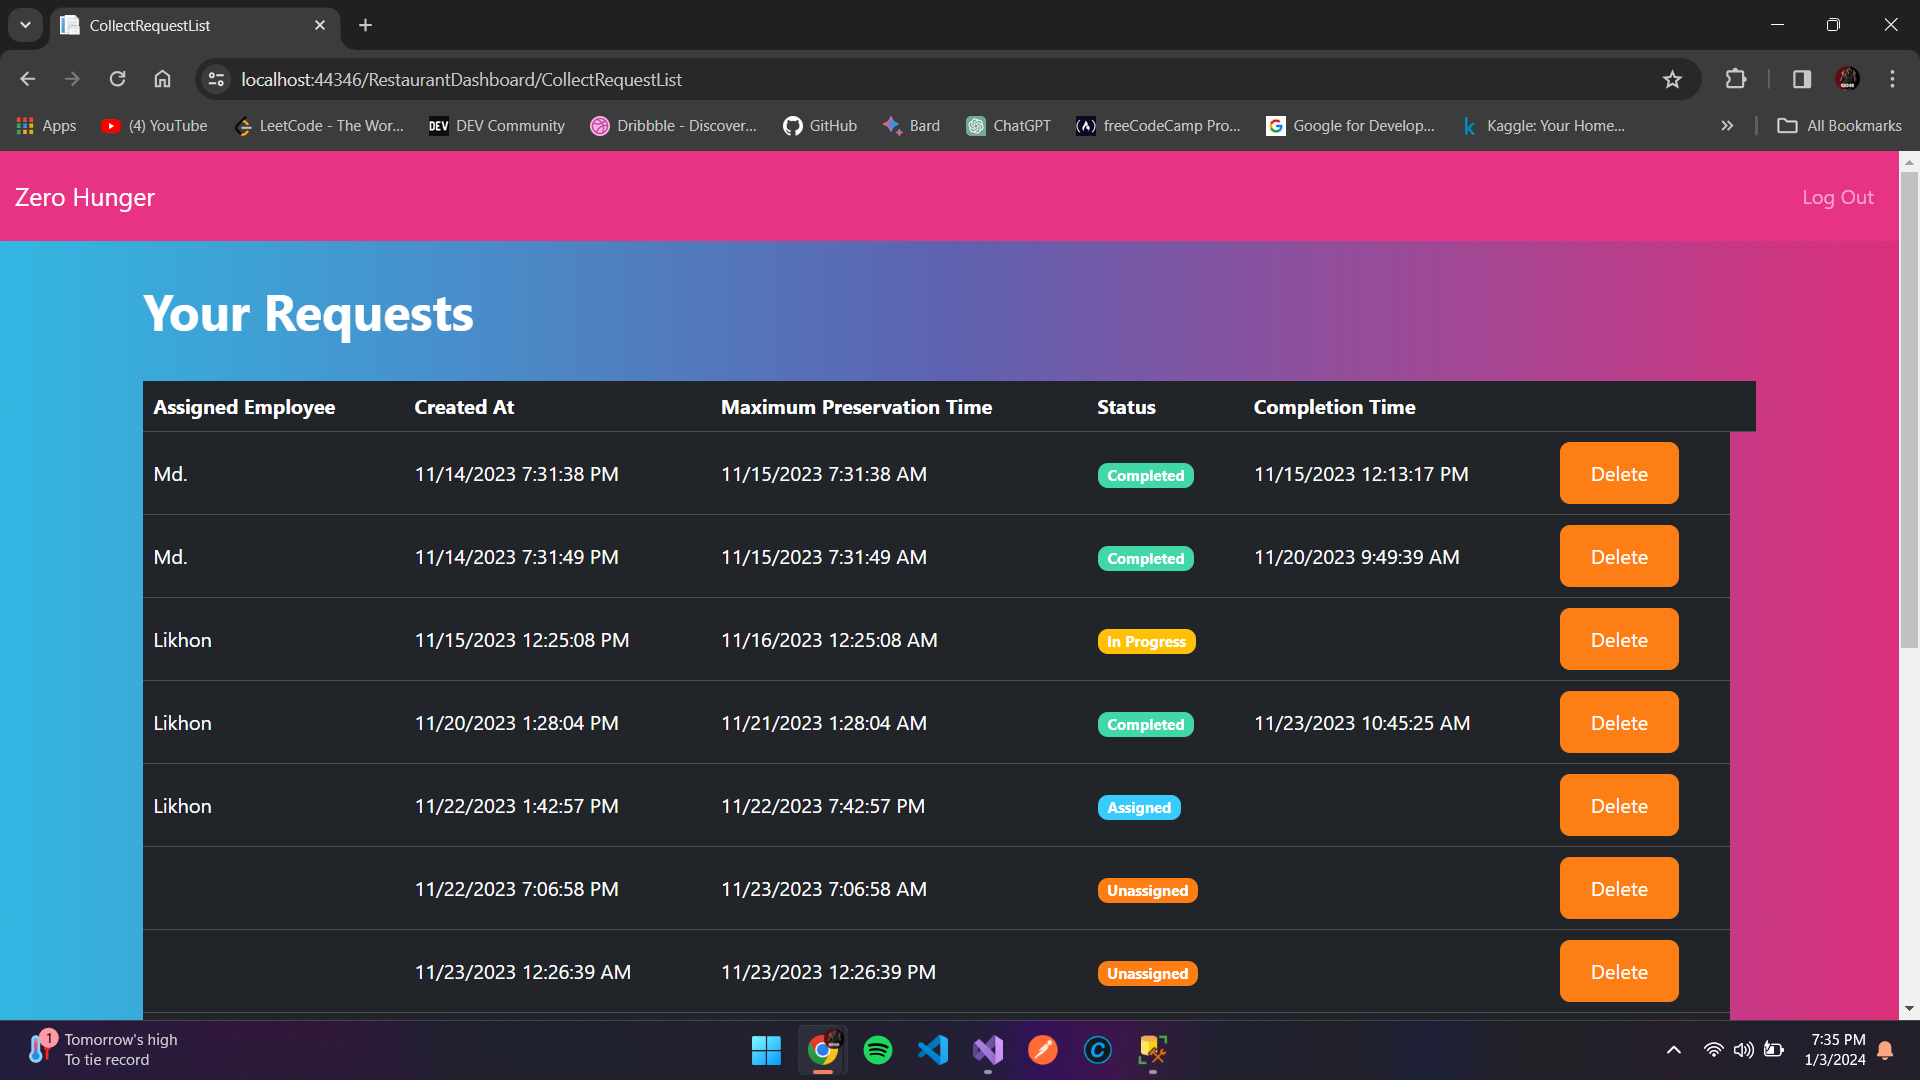 CollectRequestList
localhost:44346/RestaurantDashboard/CollectRequestList
Apps (4) YouTube LeetCode - The Wor... DEV DEV Community Dribbble - Discover... GitHub Bard ChatGPT freeCodeCamp Pro... Google for Develop... Kaggle: Your Home... All Bookmarks
Zero Hunger Log Out
Your Requests
Assigned Employee Created At Maximum Preservation Time Status Completion Time
Md. 11/14/2023 7:31:38 PM 11/15/2023 7:31:38 AM Completed 11/15/2023 12:13:17 PM Delete
Md. 11/14/2023 7:31:49 PM 11/15/2023 7:31:49 AM Completed 11/20/2023 9:49:39 AM Delete
Likhon 11/15/2023 12:25:08 PM 11/16/2023 12:25:08 AM In Progress Delete
Likhon 11/20/2023 1:28:04 PM 11/21/2023 1:28:04 AM Completed 11/23/2023 10:45:25 AM Delete
Likhon 11/22/2023 1:42:57 PM 11/22/2023 7:42:57 PM Assigned Delete
11/22/2023 7:06:58 PM 11/23/2023 7:06:58 AM Unassigned Delete
11/23/2023 12:26:39 AM 11/23/2023 12:26:39 PM Unassigned Delete
1 Tomorrow's high
To tie record
7:35 PM
1/3/2024